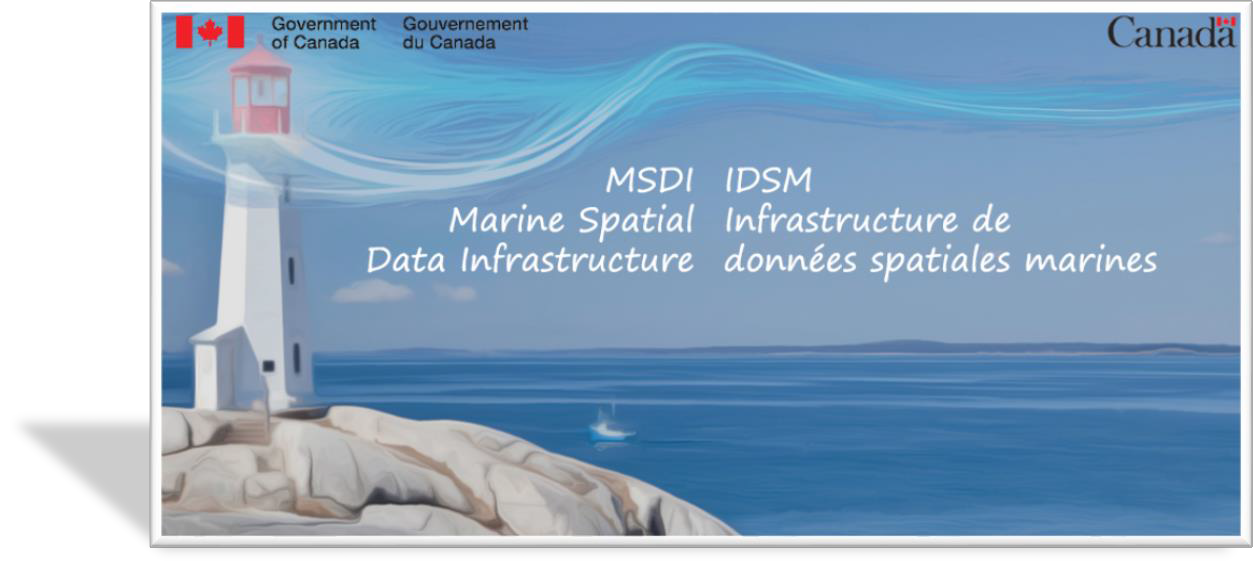 Government of Canada
Gouvernement du Canada
Canada
MSDI
Marine Spatial
Data Infrastructure
IDSM
Infrastructure de
données spatiales marines